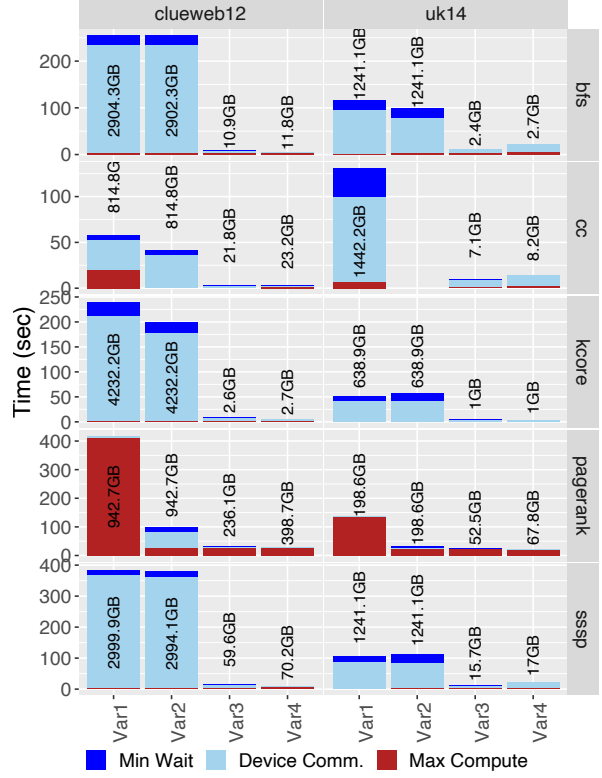 clueweb12 uk14
Time (sec)
200
100
0
2904.3GB 2902.3GB 10.9GB 11.8GB 1241.1GB 1241.1GB 2.4GB 2.7GB
bfs
100
50
0
814.8G 814.8GB 21.8GB 23.2GB 1442.2GB 7.1GB 8.2GB
cc
250
200
150
100
50
0
4232.2GB 4232.2GB 2.6GB 2.7GB 638.9GB 638.9GB 1GB 1GB
kcore
400
300
200
100
0
942.7GB 942.7GB 236.1GB 398.7GB 198.6GB 198.6GB 52.5GB 67.8GB
pagerank
400
300
200
100
0
2999.9GB 2994.1GB 59.6GB 70.2GB 1241.1GB 1241.1GB 15.7GB 17GB
sssp
Var1 Var2 Var3 Var4 Var1 Var2 Var3 Var4
Min Wait Device Comm. Max Compute